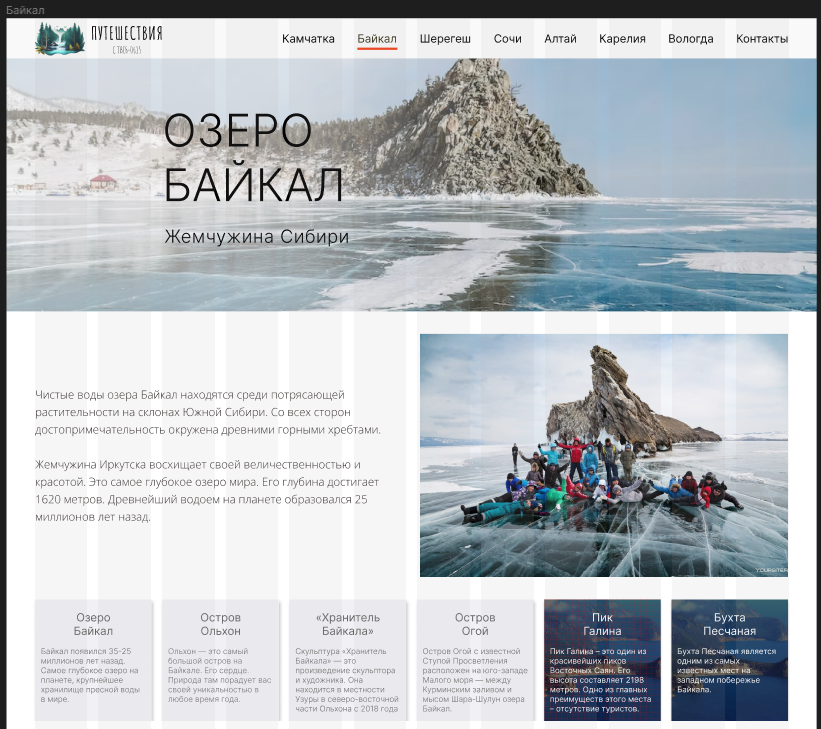 Байкал
ПУТЕШЕСТВИЯ
Камчатка Байкал Шерегеш Сочи Алтай Карелия Вологда Контакты
ОЗЕРО
БАЙКАЛ
Жемчужина Сибири
Чистые воды озера Байкал находятся среди потрясающей
растительности на склонах Южной Сибири. Со всех сторон
достопримечательность окружена древними горными хребтами.
Жемчужина Иркутска восхищает своей величественностью и
красотой. Это самое глубокое озеро мира. Его глубина достигает
1620 метров. Древнейший водоем на планете образовался 25
миллионов лет назад.
Озеро
Байкал
Байкал появился 35-25
миллионов лет назад.
Самое глубокое озеро на
планете, крупнейшее
хранилище пресной воды
в мире.
Остров
Ольхон
Ольхон — это самый
большой остров на
Байкале. Его сердце.
Природа там порадует вас
своей уникальностью в
любое время года.
«Хранитель
Байкала»
Скульптура «Хранитель
Байкала» — это
произведение скульптора
и художника. Она
находится в местности
Узуры в северо-восточной
части Ольхона с 2018 года
Остров
Огой
Остров Огой с известной
Ступой Просветления
расположен на юго-западе
Малого моря — между
Курминским заливом и
мысом Шара-Шулун озера
Байкал.
Пик
Галина
Пик Галина – это один из
красивейших пиков
Восточных Саян. Его
высота составляет 2198
метров. Одно из главных
преимуществ этого места
– отсутствие туристов.
Бухта
Песчаная
Бухта Песчаная является
одним из самых
известных мест на
западном побережье
Байкала.